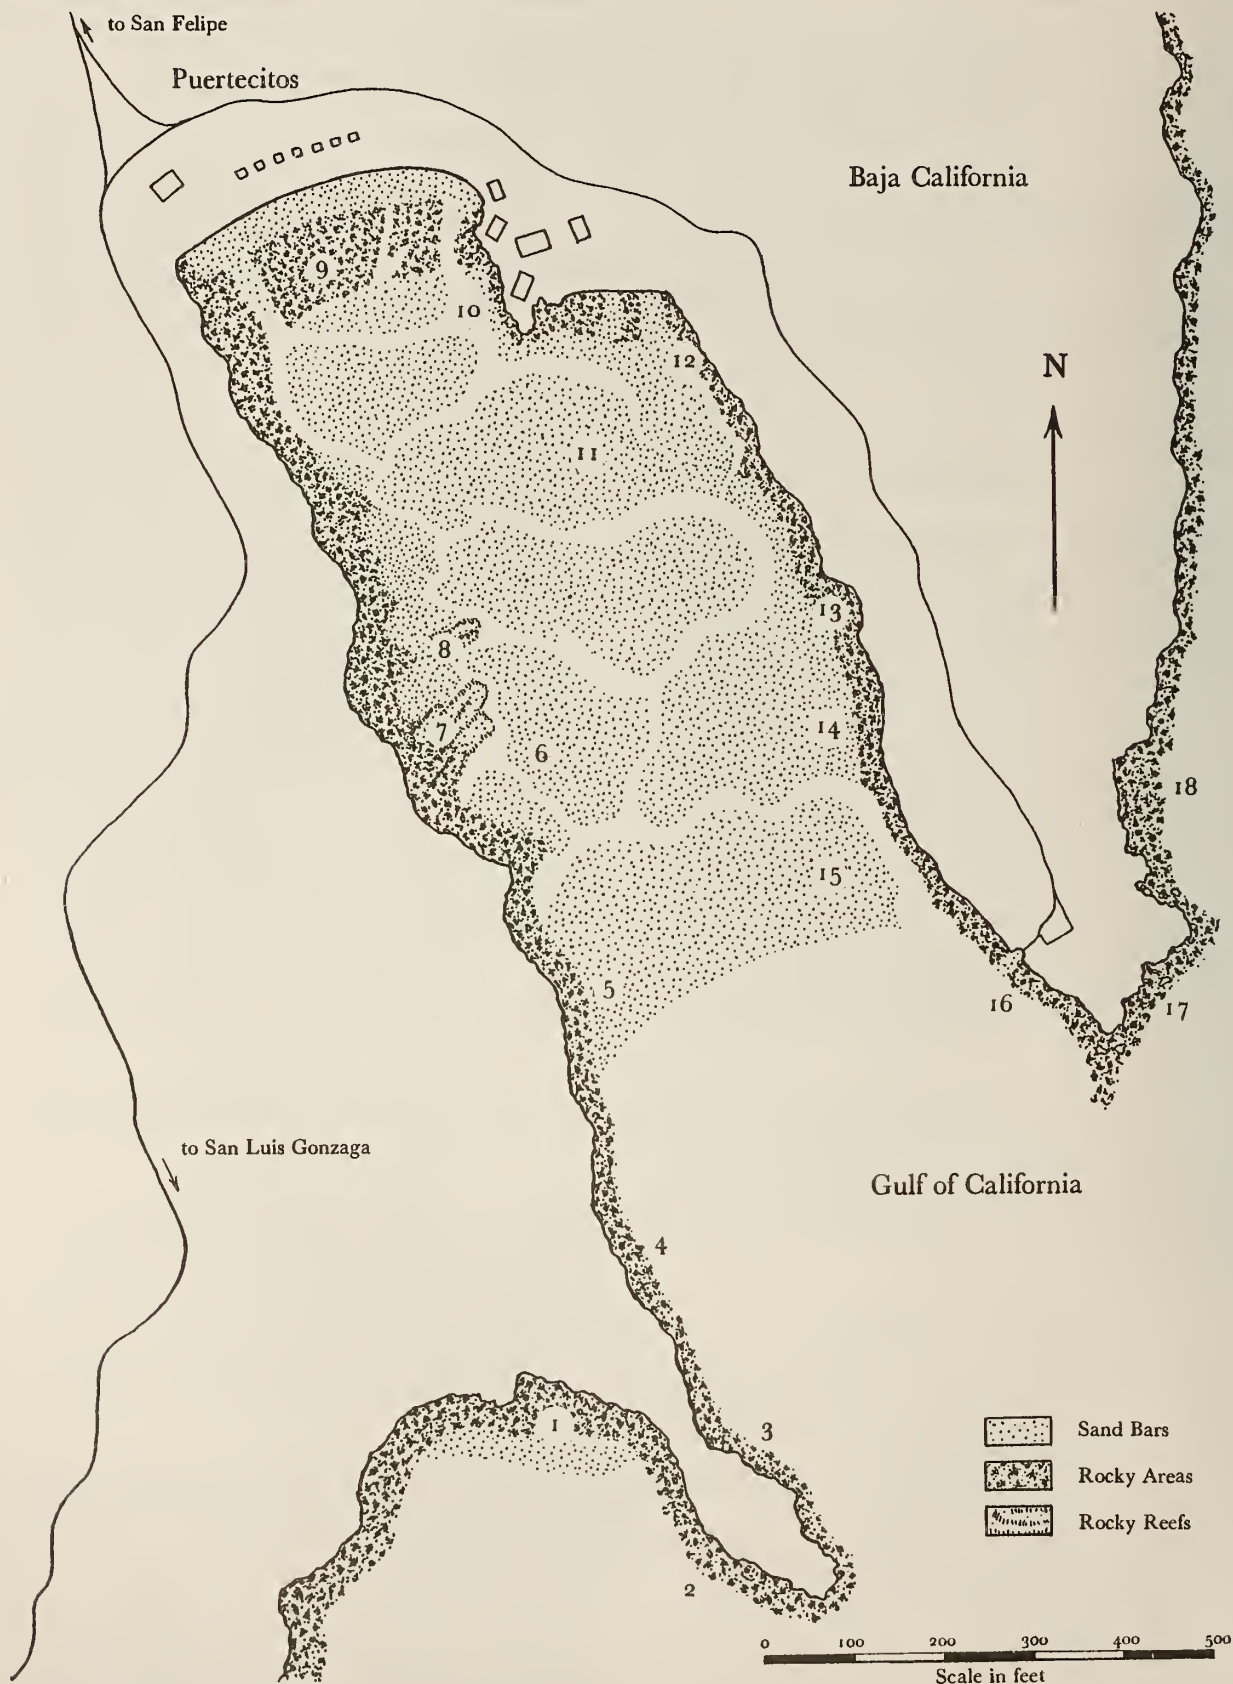 to San Felipe
Puertecitos
Baja California
9
10
12
N
11
13
8
7
14
6
18
15
5
16
17
to San Luis Gonzaga
Gulf of California
4
1
3
Sand Bars
Rocky Areas
Rocky Reefs
2
0 100 200 300 400 500
Scale in feet